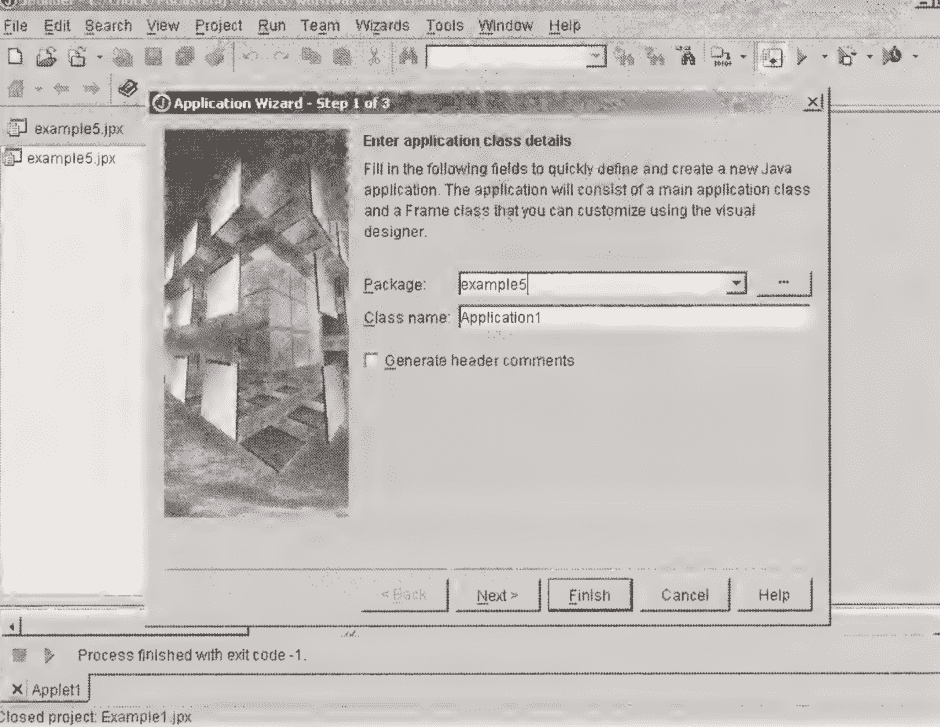 File Edit Search View Project Run Team Wizards Tools Window Help
Application Wizard - Step 1 of 3
example5.jpx
example5.jpx
Enter application class details
Fill in the following fields to quickly define and create a new Java
application. The application will consist of a main application class
and a Frame class that you can customize using the visual
designer.
Package: example5 ...
Class name: Application1
Generate header comments
< Back Next > Finish Cancel Help
Process finished with exit code -1.
Applet1
Closed project: Example1.jpx